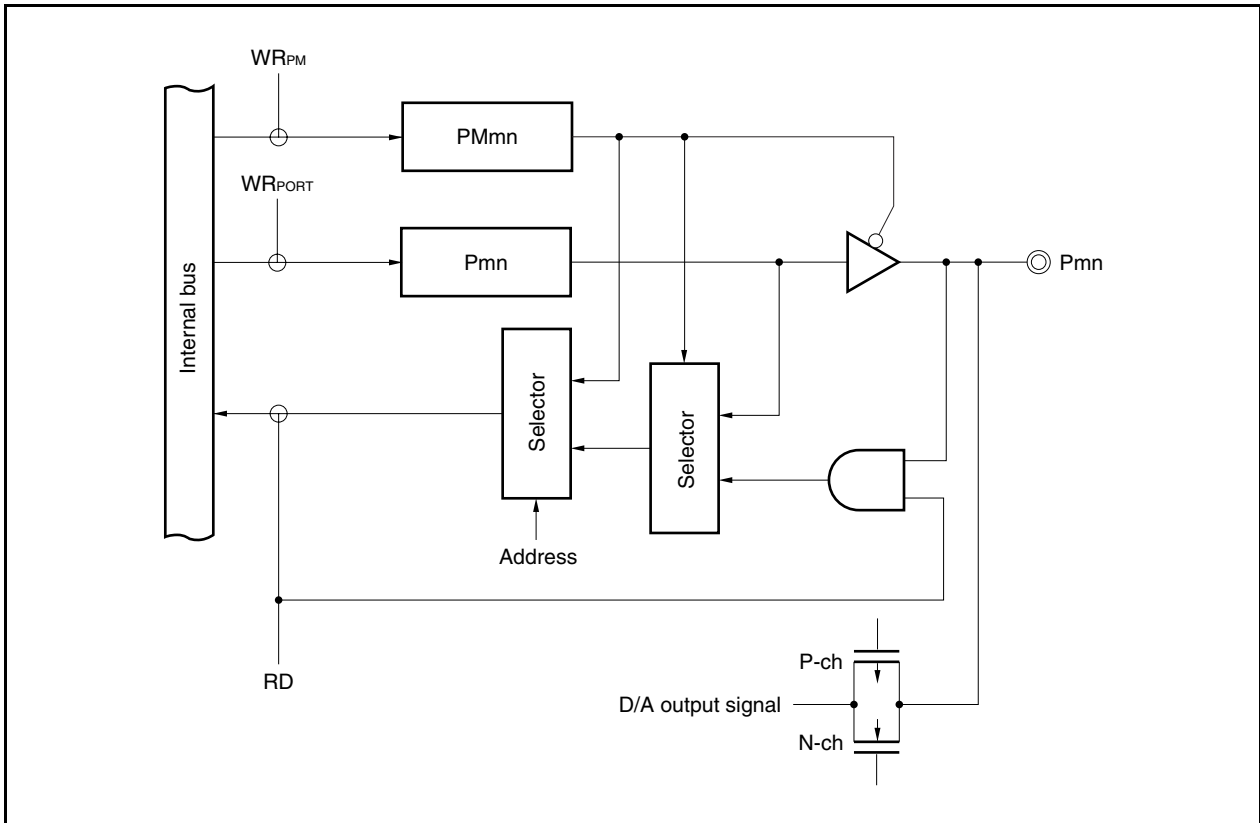 WRPM
PMmn
WRPORT
Pmn
Pmn
Internal bus
Selector
Selector
Address
RD
P-ch
D/A output signal
N-ch